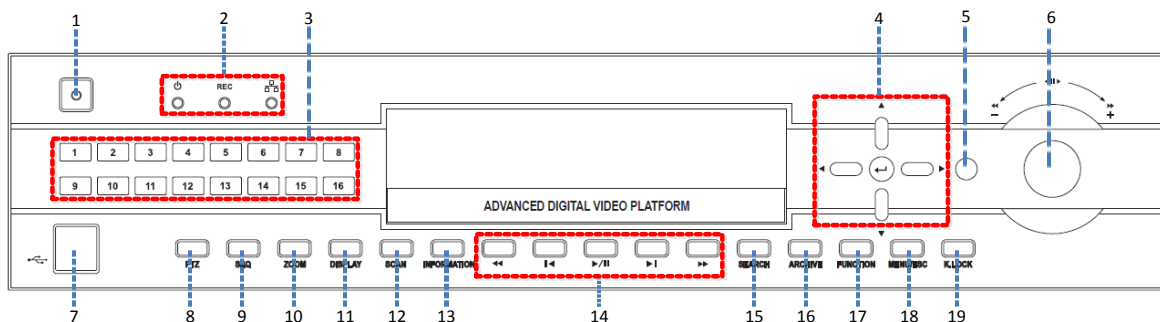 1 2 3 4 5 6
REC
− +
1 2 3 4 5 6 7 8
9 10 11 12 13 14 15 16
ADVANCED DIGITAL VIDEO PLATFORM
PTZ SEQ ZOOM DISPLAY SCAN INFORMATION SEARCH ARCHIVE FUNCTION MENU/ESC K.LOCK
7 8 9 10 11 12 13 14 15 16 17 18 19